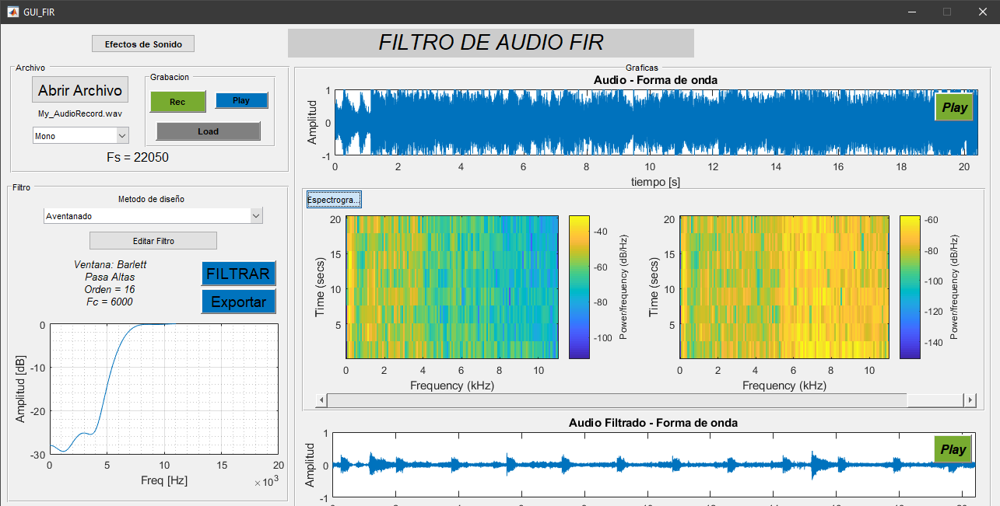 GUI_FIR
Efectos de Sonido
FILTRO DE AUDIO FIR
Archivo
Abrir Archivo
My_AudioRecord.wav
Mono
Fs = 22050
Grabacion
Rec
Play
Load
Filtro
Metodo de diseño
Aventanado
Editar Filtro
Ventana: Barlett
Pasa Altas
Orden = 16
Fc = 6000
FILTRAR
Exportar
0
-10
-20
-30
Amplitud [dB]
0 5 10 15 20
Freq [Hz]
× 10³
Graficas
Audio - Forma de onda
Amplitud
1
0
-1
Play
0 2 4 6 8 10 12 14 16 18 20
tiempo [s]
Espectrogra...
Time (secs)
20
15
10
5
0 2 4 6 8 10
Frequency (kHz)
-40
-60
-80
-100
Power/frequency (dB/Hz)
Time (secs)
20
15
10
5
0 2 4 6 8 10
Frequency (kHz)
-60
-80
-100
-120
-140
Power/frequency (dB/Hz)
Audio Filtrado - Forma de onda
Amplitud
1
0
-1
Play